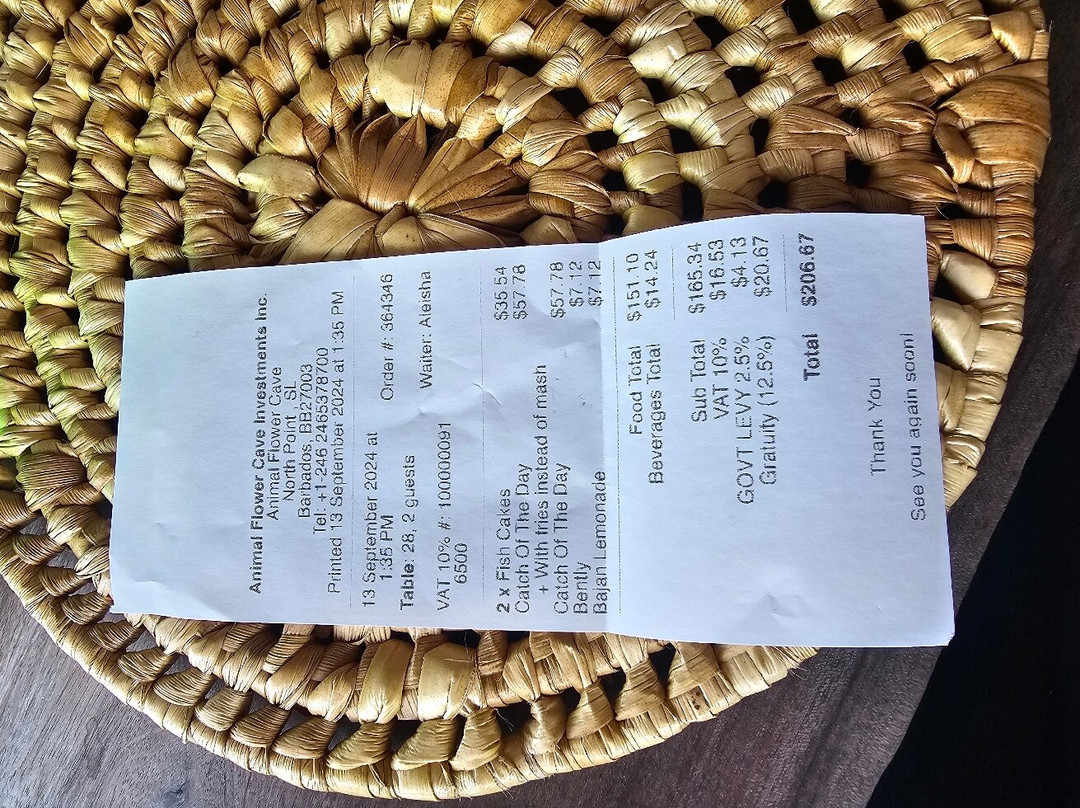 Animal Flower Cave Investments Inc.
Animal Flower Cave
North Point SL
Barbados, BB27003
Tel: +1-246 2465378700
Printed 13 September 2024 at 1:35 PM
13 September 2024 at Order #: 364346
1:35 PM
Table: 28, 2 guests Waiter: Aleisha
VAT 10% #: 100000091
6500
2 x Fish Cakes $35.54
Catch Of The Day $57.78
+ With fries instead of mash
Catch Of The Day $57.78
Bently $7.12
Bajan Lemonade $7.12
Food Total $151.10
Beverages Total $14.24
Sub Total $165.34
VAT 10% $16.53
GOVT LEVY 2.5% $4.13
Gratuity (12.5%) $20.67
Total $206.67
Thank You
See you again soon!